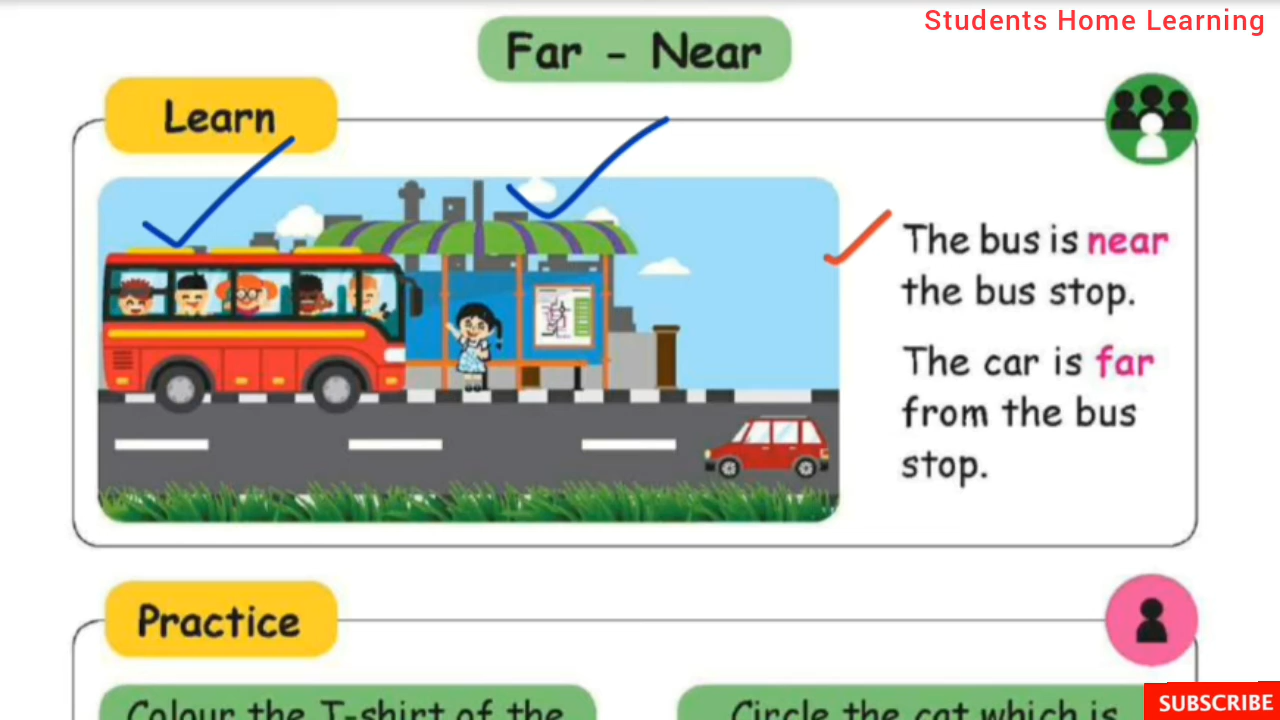 Students Home Learning
Far - Near
Learn
The bus is near
the bus stop.
The car is far
from the bus
stop.
Practice
Colour the T-shirt of the
Circle the cat which is
SUBSCRIBE